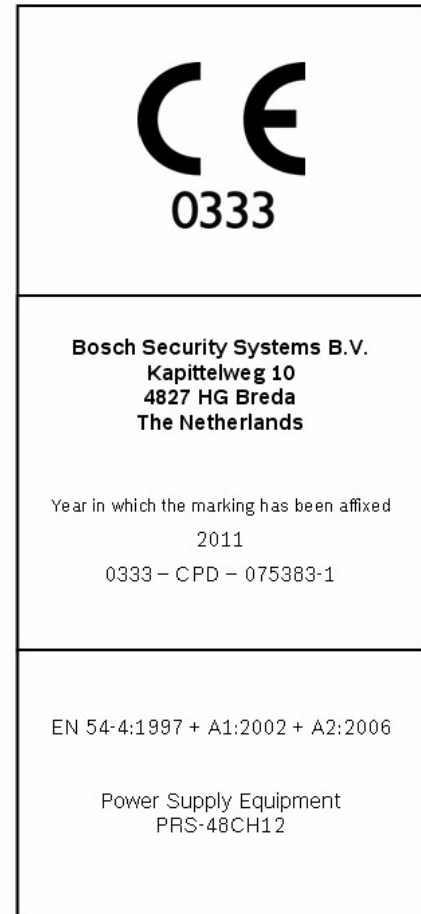 CE
0333
Bosch Security Systems B.V.
Kapittelweg 10
4827 HG Breda
The Netherlands
Year in which the marking has been affixed
2011
0333 – CPD – 075383-1
EN 54-4:1997 + A1:2002 + A2:2006
Power Supply Equipment
PRS-48CH12